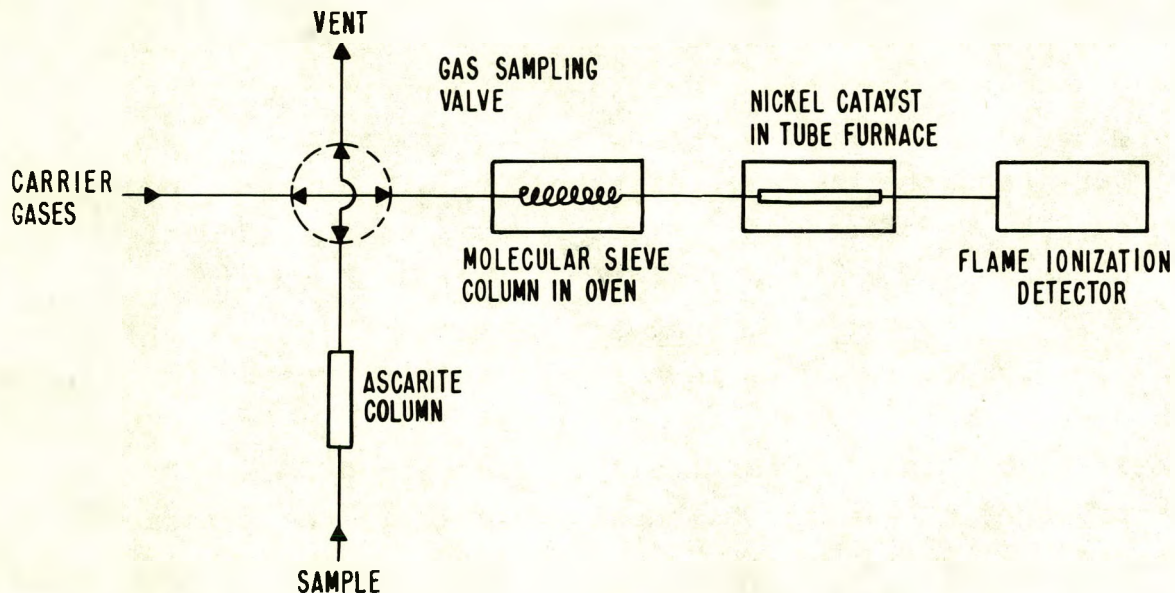 VENT
GAS SAMPLING
VALVE
NICKEL CATAYST
IN TUBE FURNACE
CARRIER
GASES
MOLECULAR SIEVE
COLUMN IN OVEN
FLAME IONIZATION
DETECTOR
ASCARITE
COLUMN
SAMPLE